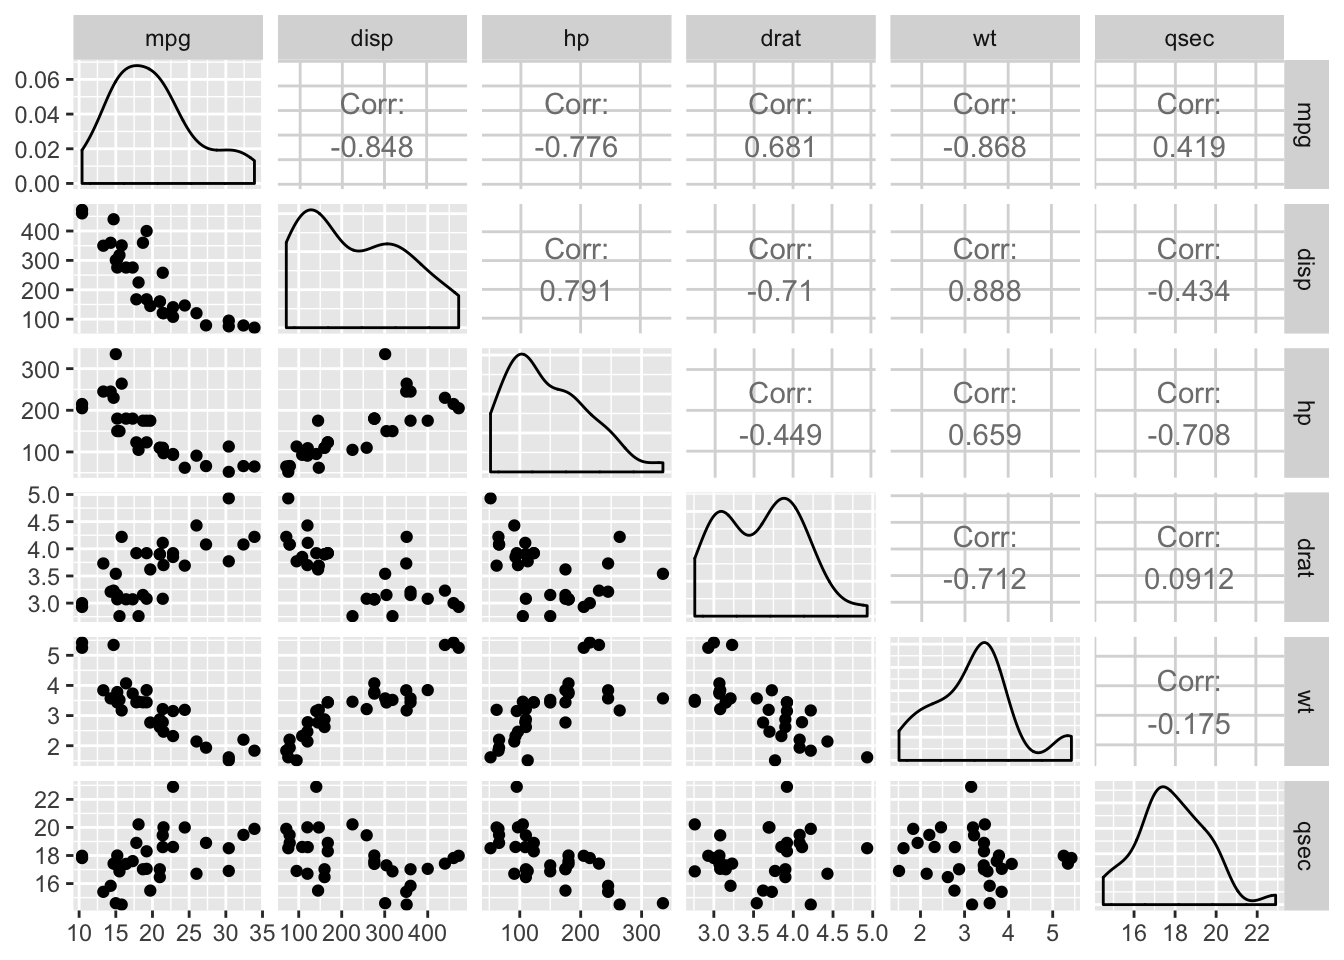 mpg disp hp drat wt qsec
0.06
0.04
0.02
0.00
Corr: Corr: Corr: Corr: Corr:
-0.848 -0.776 0.681 -0.868 0.419
mpg
400
300
200
100
Corr: Corr: Corr: Corr:
0.791 -0.71 0.888 -0.434
disp
300
200
100
Corr: Corr: Corr:
-0.449 0.659 -0.708
hp
5.0
4.5
4.0
3.5
3.0
Corr: Corr:
-0.712 0.0912
drat
5
4
3
2
Corr:
-0.175
wt
22
20
18
16
qsec
10 15 20 25 30 35 100 200 300 400 100 200 300 3.0 3.5 4.0 4.5 5.0 2 3 4 5 16 18 20 22